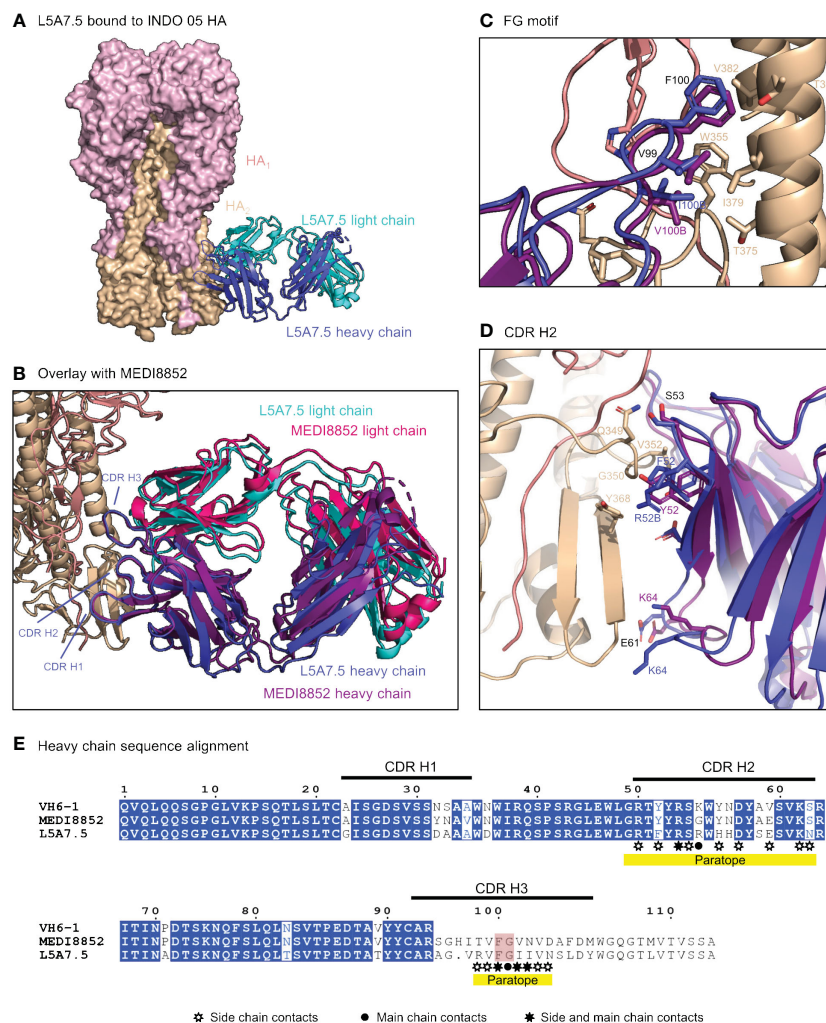 A L5A7.5 bound to INDO 05 HA
HA1
HA
L5A7.5 light chain
L5A7.5 heavy chain
B Overlay with MEDI8852
L5A7.5 light chain
MEDI8852 light chain
CDR H3
CDR H2
CDR H1
L5A7.5 heavy chain
MEDI8852 heavy chain
C FG motif
V382
F100
T3
W355
V99
I379
I100B
V100B
T375
D CDR H2
S53
Q349
V352
F52
G350
Y368
Y52
R52B
K64
E61
K64
E Heavy chain sequence alignment
CDR H1 CDR H2
1 10 20 30 40 50 60
VH6-1 QVQLQQSGPGLVKPSQTLSLTCAISGDSVSSNSAAWNWIRQSPSRGLEWLGRTYYRSKWYNDYAVSVKSR
MEDI8852 QVQLQQSGPGLVKPSQTLSLTCAISGDSVSSYNAVWNWIRQSPSRGLEWLGRTYYRSGWYNDYAESVKSR
L5A7.5 QVQLQQSGPGLVKPSQTLSLTCGISGDSVSSDAAAWDWIRQSPSRGLEWLGRTFYRSRWHHDYSESVKNR
Paratope
CDR H3
70 80 90 100 110
VH6-1 ITINPDTSKNQFSLQLNSVTPEDTAVYYCAR
MEDI8852 ITINPDTSKNQFSLQLNSVTPEDTAVYYCARSGHITVFGVNVDAFDMWGQGTMVTVSSA
L5A7.5 ITINADTSKNQFSLQLTSVTPEDTATYYCARAG.VRVFGIIVNSLDYWGQGTLVTVSSA
Paratope
Side chain contacts ● Main chain contacts Side and main chain contacts